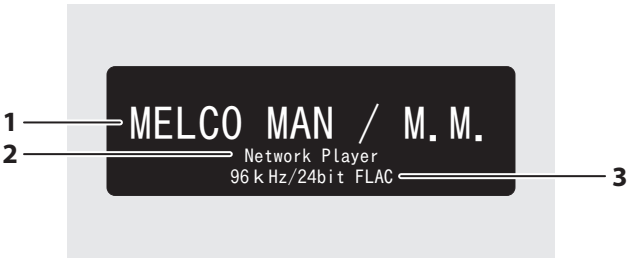 1 MELCO MAN / M.M.
2 Network Player
96kHz/24bit FLAC 3